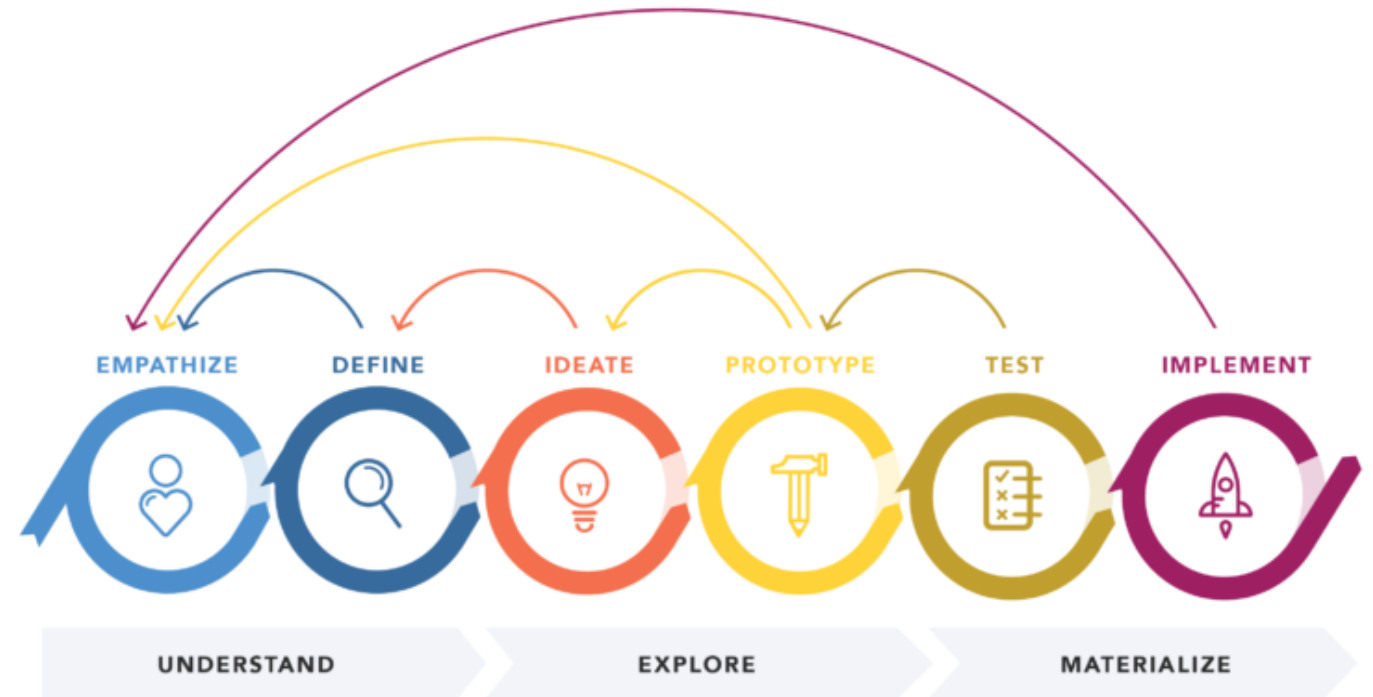 EMPATHIZE
DEFINE
IDEATE
PROTOTYPE
TEST
IMPLEMENT
UNDERSTAND
EXPLORE
MATERIALIZE